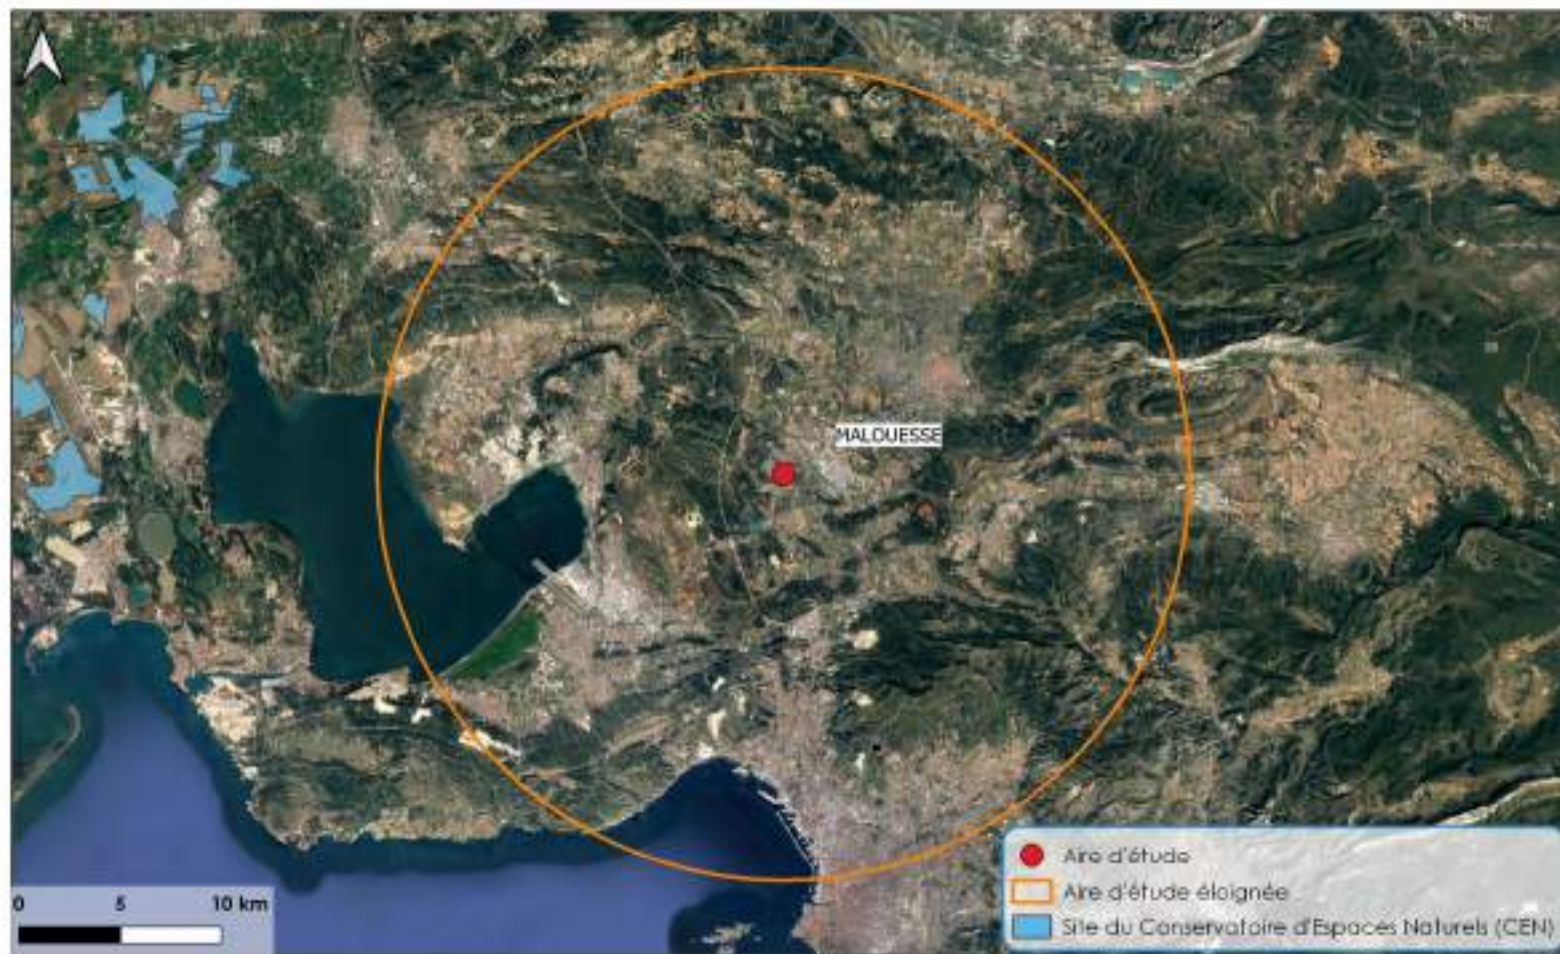 MALOUESSE
Aire d'étude
Aire d'étude éloignée
Site du Conservatoire d'Espaces Naturels (CEN)
0 5 10 km